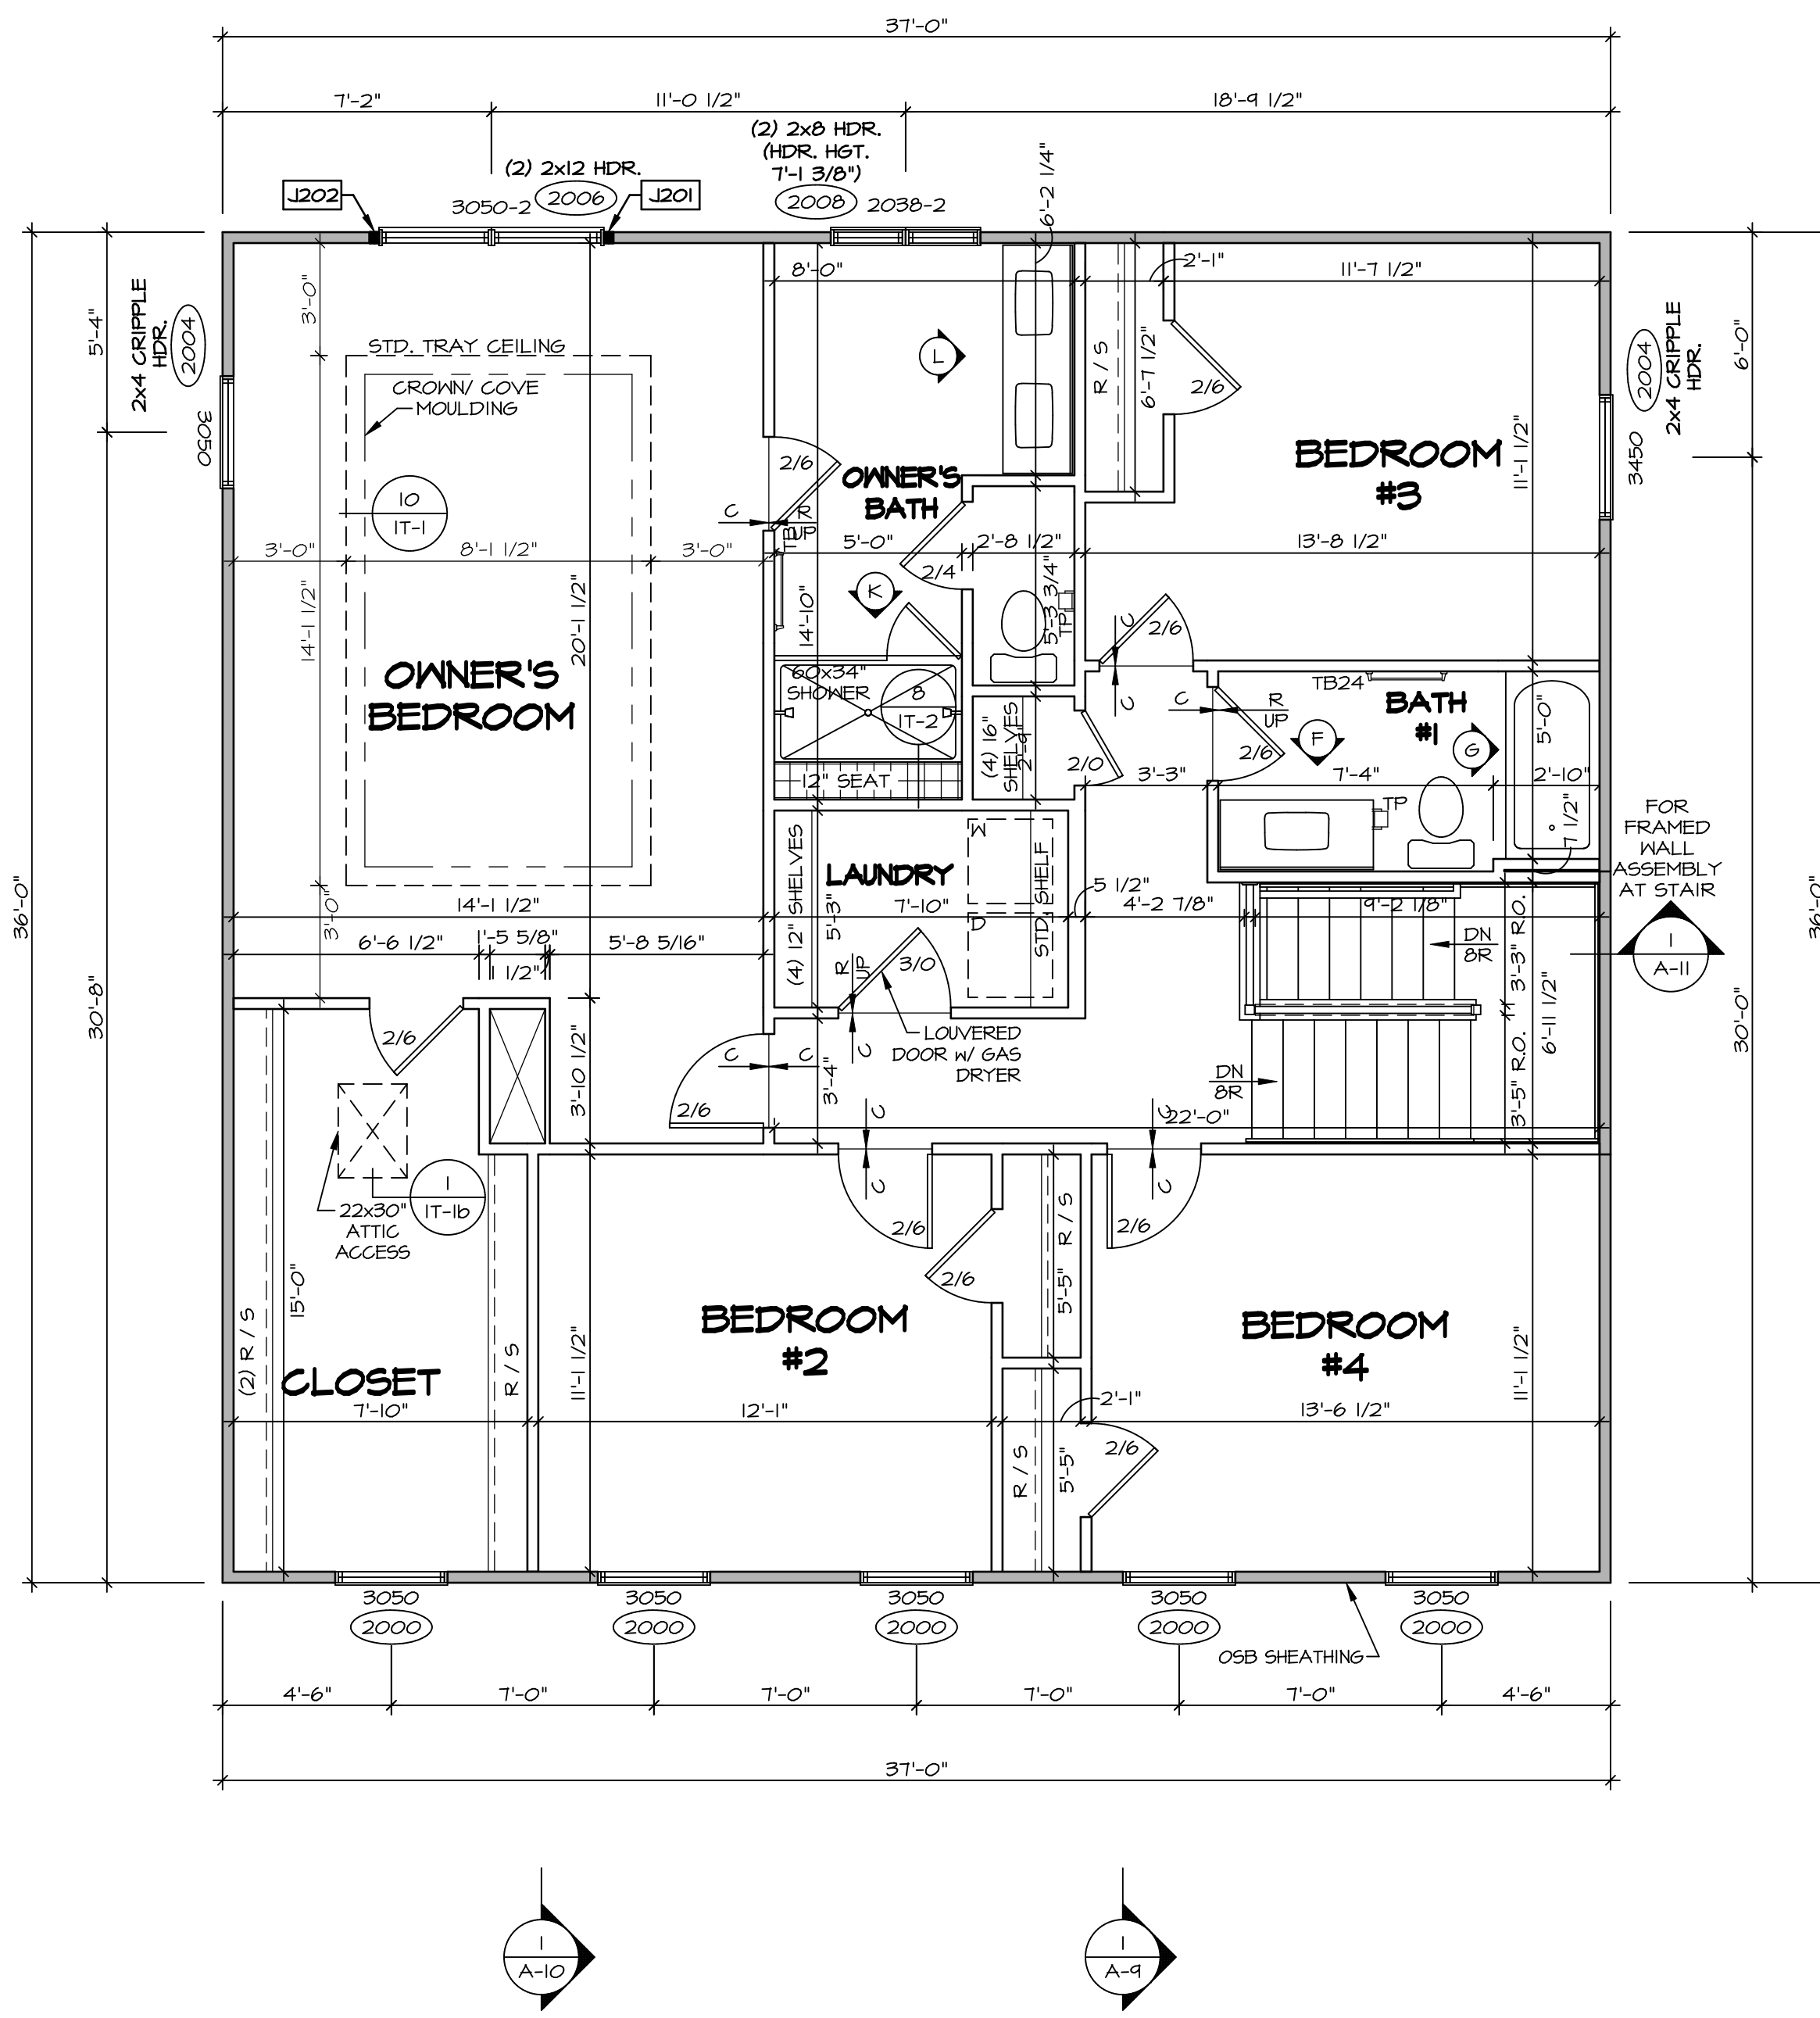 37'-0"
7'-2"
11'-0 1/2"
18'-9 1/2"
(2) 2x8 HDR.
(HDR. HGT.
7'-1 3/8")
(2) 2x12 HDR.
J202
3050-2
2006
J201
2008
2038-2
6'-2 1/4"
5'-4"
2x4 CRIPPLE
HDR.
2004
3050
3'-0"
STD. TRAY CEILING
CROWN/ COVE
MOULDING
10
IT-1
3'-0"
8'-1 1/2"
3'-0"
14'-1 1/2"
20'-1 1/2"
OWNER'S
BEDROOM
8'-0"
L
2/6
OWNER'S
BATH
C
R
UP
TB
5'-0"
2'-8 1/2"
2/4
K
14'-10"
5'-3 3/4"
TP
60x34"
SHOWER
8
IT-2
12" SEAT
(4) 16"
SHELVES
2'-9"
2/0
2'-1"
11'-7 1/2"
R / S
6'-7 1/2"
2/6
BEDROOM
#3
11'-1 1/2"
13'-8 1/2"
2004
2x4 CRIPPLE
HDR.
3450
6'-0"
C
2/6
C
C
R
UP
2/6
TB24
BATH
#1
F
G
5'-0"
3'-3"
7'-4"
2'-10"
TP
7 1/2"
FOR
FRAMED
WALL
ASSEMBLY
AT STAIR
1
A-11
36'-0"
30'-8"
36'-0"
30'-0"
LAUNDRY
(4) 12" SHELVES
W
D
STD. SHELF
5'-3"
7'-10"
5 1/2"
4'-2 7/8"
9'-2 1/8"
R
UP
3/0
C
LOUVERED
DOOR W/ GAS
DRYER
DN
8R
3'-3" R.O.
6'-11 1/2"
3'-5" R.O.
DN
8R
14'-1 1/2"
3'-0"
6'-6 1/2"
1'-5 5/8"
1 1/2"
5'-8 5/16"
2/6
C
C
3'-4"
3'-10 1/2"
2/6
22'-0"
C
C
C
C
22x30"
ATTIC
ACCESS
1
IT-1b
15'-0"
(2) R / S
R / S
CLOSET
7'-10"
2/6
2/6
2/6
R / S
5'-5"
BEDROOM
#2
11'-1 1/2"
12'-1"
BEDROOM
#4
11'-1 1/2"
2'-1"
13'-6 1/2"
R / S
5'-5"
2/6
3050
3050
3050
3050
3050
2000
2000
2000
2000
2000
OSB SHEATHING
4'-6"
7'-0"
7'-0"
7'-0"
7'-0"
4'-6"
37'-0"
1
A-10
1
A-9